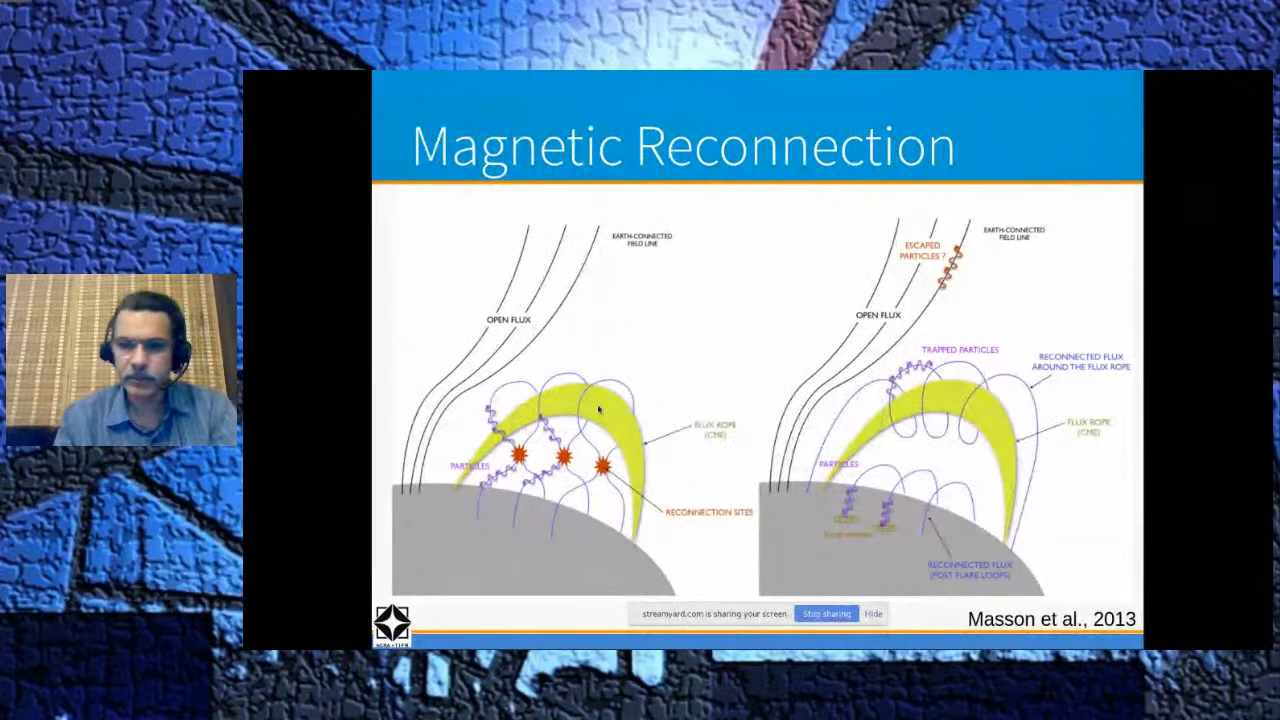 Magnetic Reconnection
EARTH-CONNECTED
FIELD LINE
OPEN FLUX
PARTICLES
FLUX ROPE
(CME)
RECONNECTION SITES
EARTH-CONNECTED
FIELD LINE
ESCAPED
PARTICLES ?
OPEN FLUX
TRAPPED PARTICLES
RECONNECTED FLUX
AROUND THE FLUX ROPE
FLUX ROPE
(CME)
PARTICLES
RECONNECTED FLUX
(POST FLARE LOOPS)
streamyard.com is sharing your screen.
Stop sharing
Hide
Masson et al., 2013
NCRA • TIFR